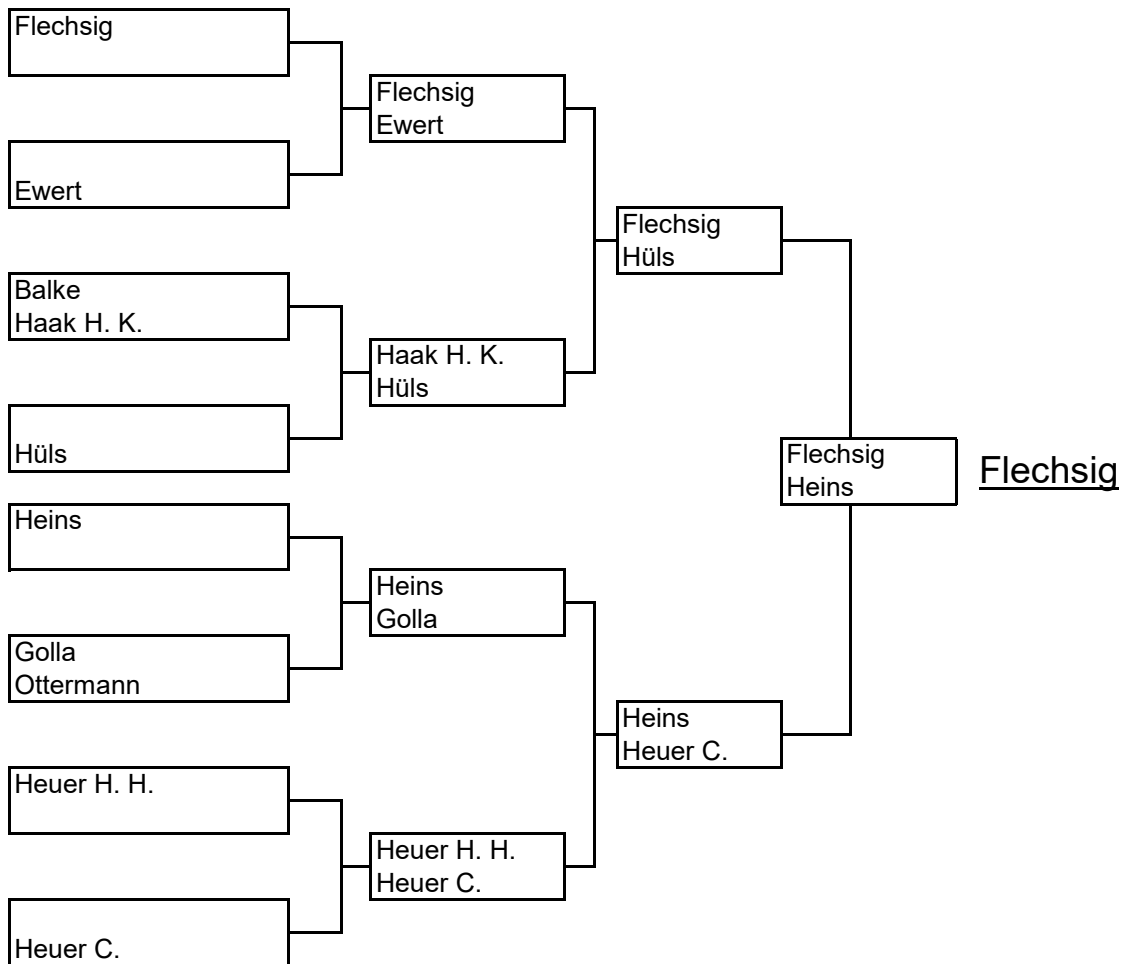 Flechsig
Ewert
Balke
Haak H. K.
Hüls
Heins
Golla
Ottermann
Heuer H. H.
Heuer C.
Flechsig
Ewert
Haak H. K.
Hüls
Heins
Golla
Heuer H. H.
Heuer C.
Flechsig
Hüls
Heins
Heuer C.
Flechsig
Heins
Flechsig